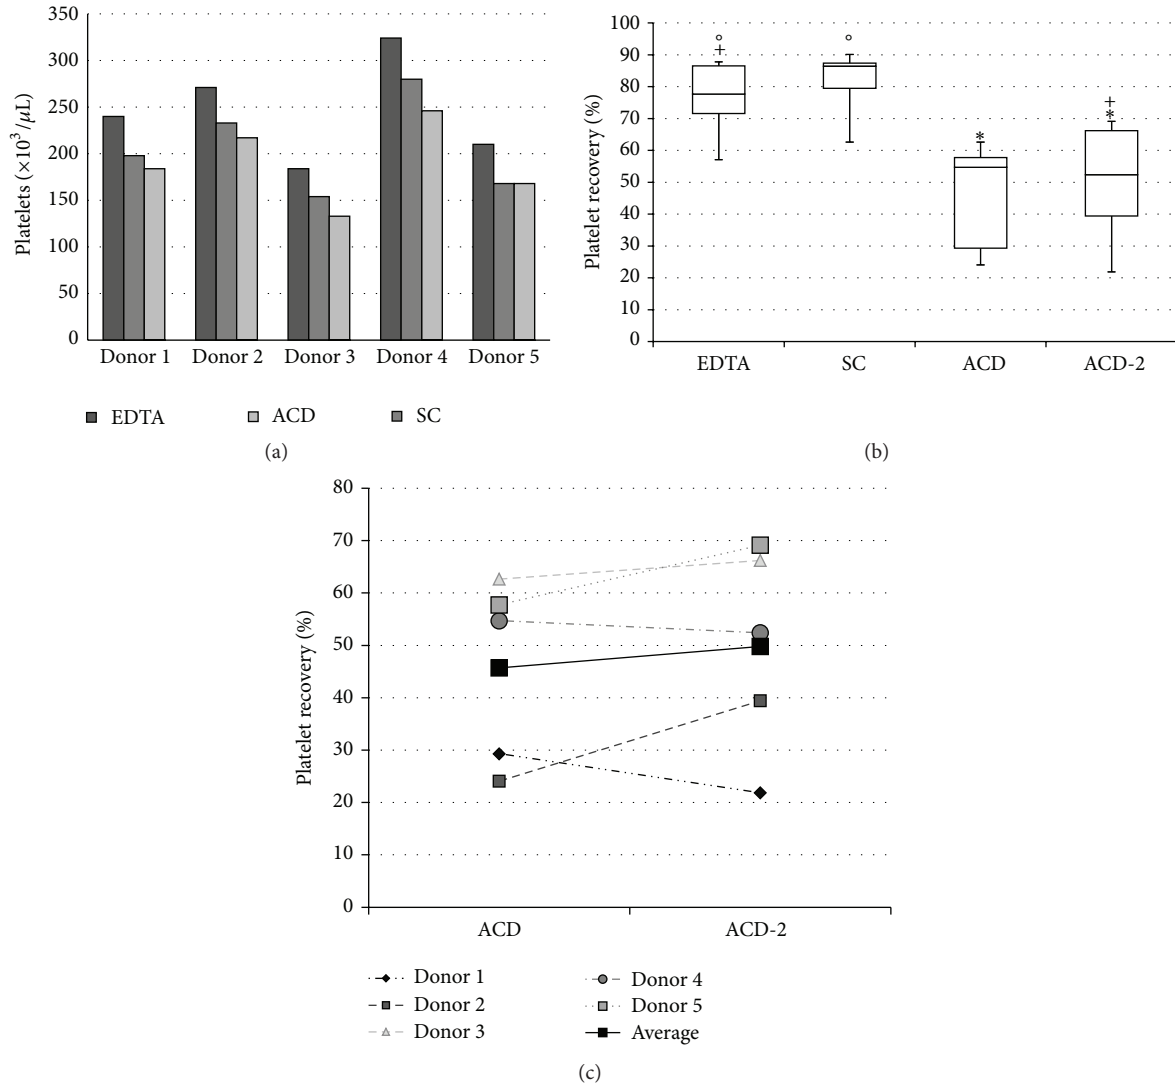 350
300
250
200
150
100
50
0
Platelets (×10³/μL)
Donor 1 Donor 2 Donor 3 Donor 4 Donor 5
EDTA ACD SC
(a)
100
90
80
70
60
50
40
30
20
10
0
Platelet recovery (%)
° + ° * + *
EDTA SC ACD ACD-2
(b)
80
70
60
50
40
30
20
10
0
Platelet recovery (%)
ACD ACD-2
Donor 1 Donor 4
Donor 2 Donor 5
Donor 3 Average
(c)